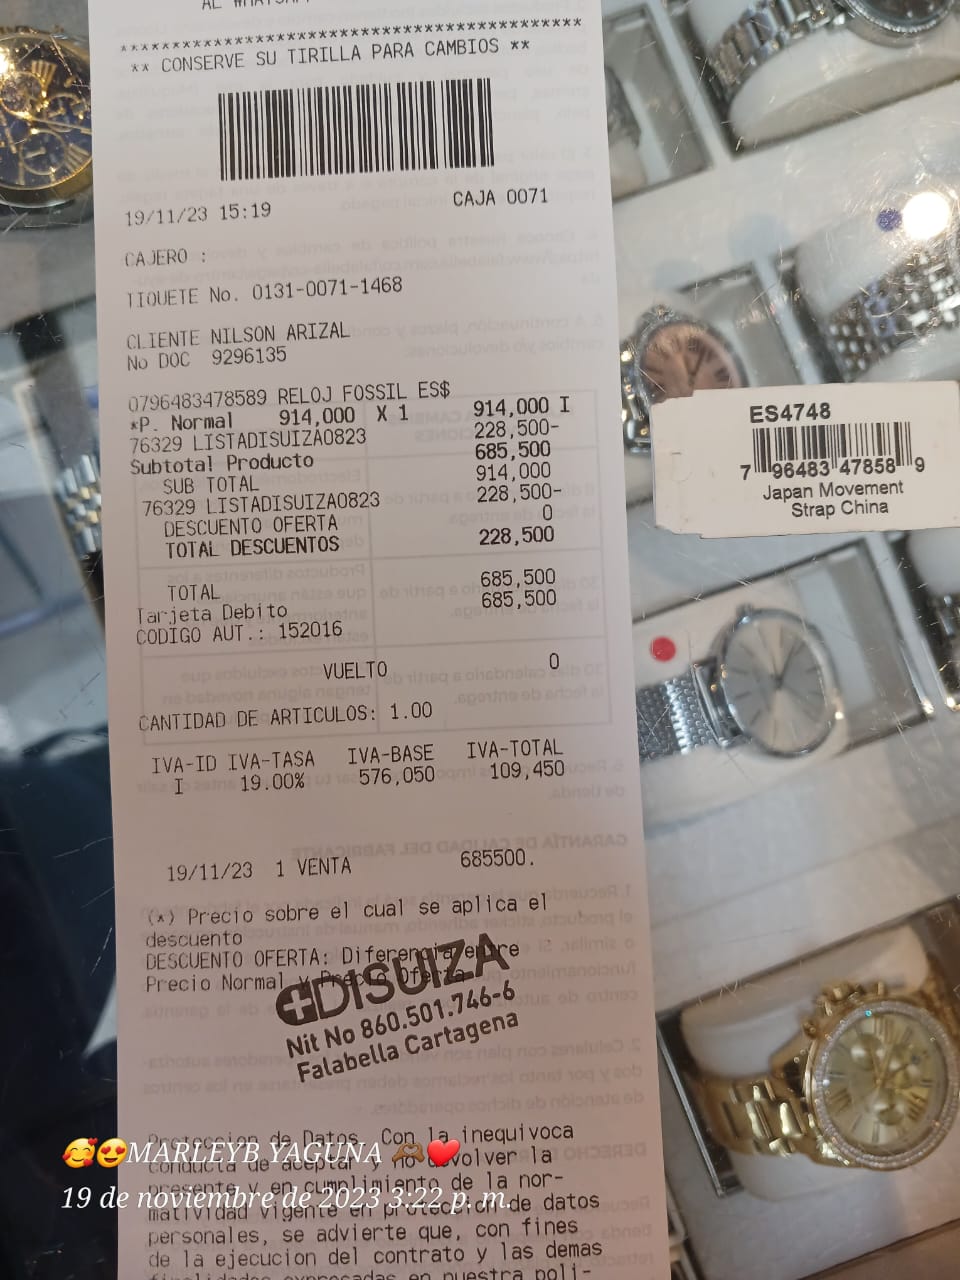 AL WHATSAPP
*****************************************
** CONSERVE SU TIRILLA PARA CAMBIOS **
19/11/23 15:19 CAJA 0071
CAJERO :
TIQUETE No. 0131-0071-1468
CLIENTE NILSON ARIZAL
No DOC 9296135
0796483478589 RELOJ FOSSIL ES$
*P. Normal 914,000 X 1 914,000 I
76329 LISTADISUIZA0823 228,500-
Subtotal Producto 685,500
SUB TOTAL 914,000
76329 LISTADISUIZA0823 228,500-
DESCUENTO OFERTA 0
TOTAL DESCUENTOS 228,500
TOTAL 685,500
Tarjeta Debito 685,500
CODIGO AUT.: 152016
VUELTO 0
CANTIDAD DE ARTICULOS: 1.00
IVA-ID IVA-TASA IVA-BASE IVA-TOTAL
I 19.00% 576,050 109,450
19/11/23 1 VENTA 685500.
(*) Precio sobre el cual se aplica el
descuento
DESCUENTO OFERTA: Diferencia entre
Precio Normal y Precio Oferta
DISUIZA
Nit No 860.501.746-6
Falabella Cartagena
Proteccion de Datos. Con la inequivoca
conducta de aceptar y no devolver la
presente y en cumplimiento de la nor-
matividad vigente en proteccion de datos
personales, se advierte que, con fines
de la ejecucion del contrato y las demas
finalidades expresadas en nuestra poli-
🥰😍MARLEYB YAGUNA 🫶🏽❤️
19 de noviembre de 2023 3:22 p. m.
ES4748
7 96483 47858 9
Japan Movement
Strap China